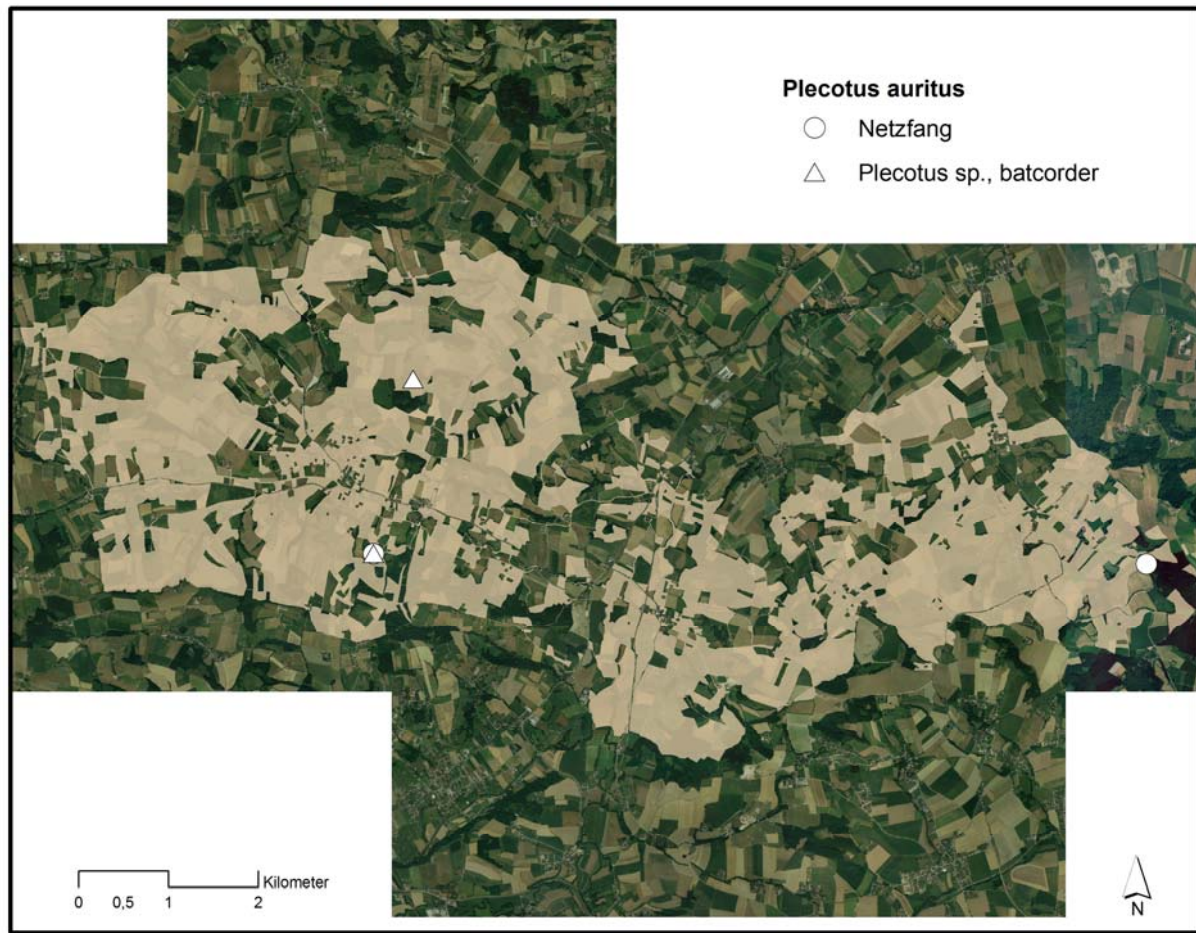 Plecotus auritus
Netzfang
Plecotus sp., batcorder
Kilometer
0 0,5 1 2
N